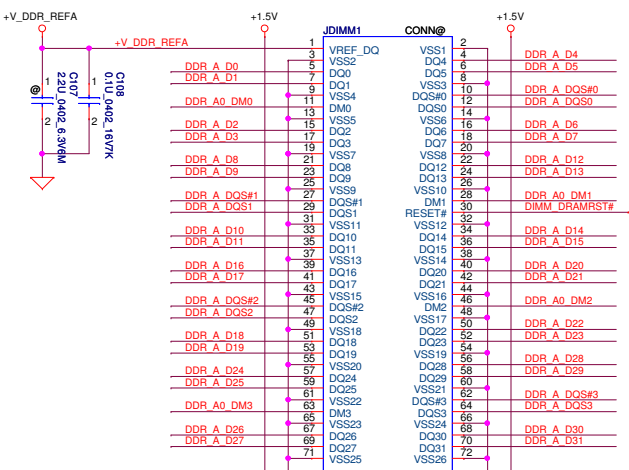 +V_DDR_REFA +1.5V +1.5V
JDIMM1 CONN@
+V_DDR_REFA 1 VREF_DQ VSS1 2
3 VSS2 DQ4 4 DDR_A_D4
DDR_A_D0 5 DQ0 DQ5 6 DDR_A_D5
DDR_A_D1 7 DQ1 VSS3 8
9 VSS4 DQS#0 10 DDR_A_DQS#0
DDR_A0_DM0 11 DM0 DQS0 12 DDR_A_DQS0
13 VSS5 VSS6 14
DDR_A_D2 15 DQ2 DQ6 16 DDR_A_D6
DDR_A_D3 17 DQ3 DQ7 18 DDR_A_D7
19 VSS7 VSS8 20
DDR_A_D8 21 DQ8 DQ12 22 DDR_A_D12
DDR_A_D9 23 DQ9 DQ13 24 DDR_A_D13
25 VSS9 VSS10 26
DDR_A_DQS#1 27 DQS#1 DM1 28 DDR_A0_DM1
DDR_A_DQS1 29 DQS1 RESET# 30 DIMM_DRAMRST#
31 VSS11 VSS12 32
DDR_A_D10 33 DQ10 DQ14 34 DDR_A_D14
DDR_A_D11 35 DQ11 DQ15 36 DDR_A_D15
37 VSS13 VSS14 38
DDR_A_D16 39 DQ16 DQ20 40 DDR_A_D20
DDR_A_D17 41 DQ17 DQ21 42 DDR_A_D21
43 VSS15 VSS16 44
DDR_A_DQS#2 45 DQS#2 DM2 46 DDR_A0_DM2
DDR_A_DQS2 47 DQS2 VSS17 48
49 VSS18 DQ22 50 DDR_A_D22
DDR_A_D18 51 DQ18 DQ23 52 DDR_A_D23
DDR_A_D19 53 DQ19 VSS19 54
55 VSS20 DQ28 56 DDR_A_D28
DDR_A_D24 57 DQ24 DQ29 58 DDR_A_D29
DDR_A_D25 59 DQ25 VSS21 60
61 VSS22 DQS#3 62 DDR_A_DQS#3
DDR_A0_DM3 63 DM3 DQS3 64 DDR_A_DQS3
65 VSS23 VSS24 66
DDR_A_D26 67 DQ26 DQ30 68 DDR_A_D30
DDR_A_D27 69 DQ27 DQ31 70 DDR_A_D31
71 VSS25 VSS26 72
@
1
2
C107
2.2U_0402_6.3V6M
1
2
C108
0.1U_0402_16V7K